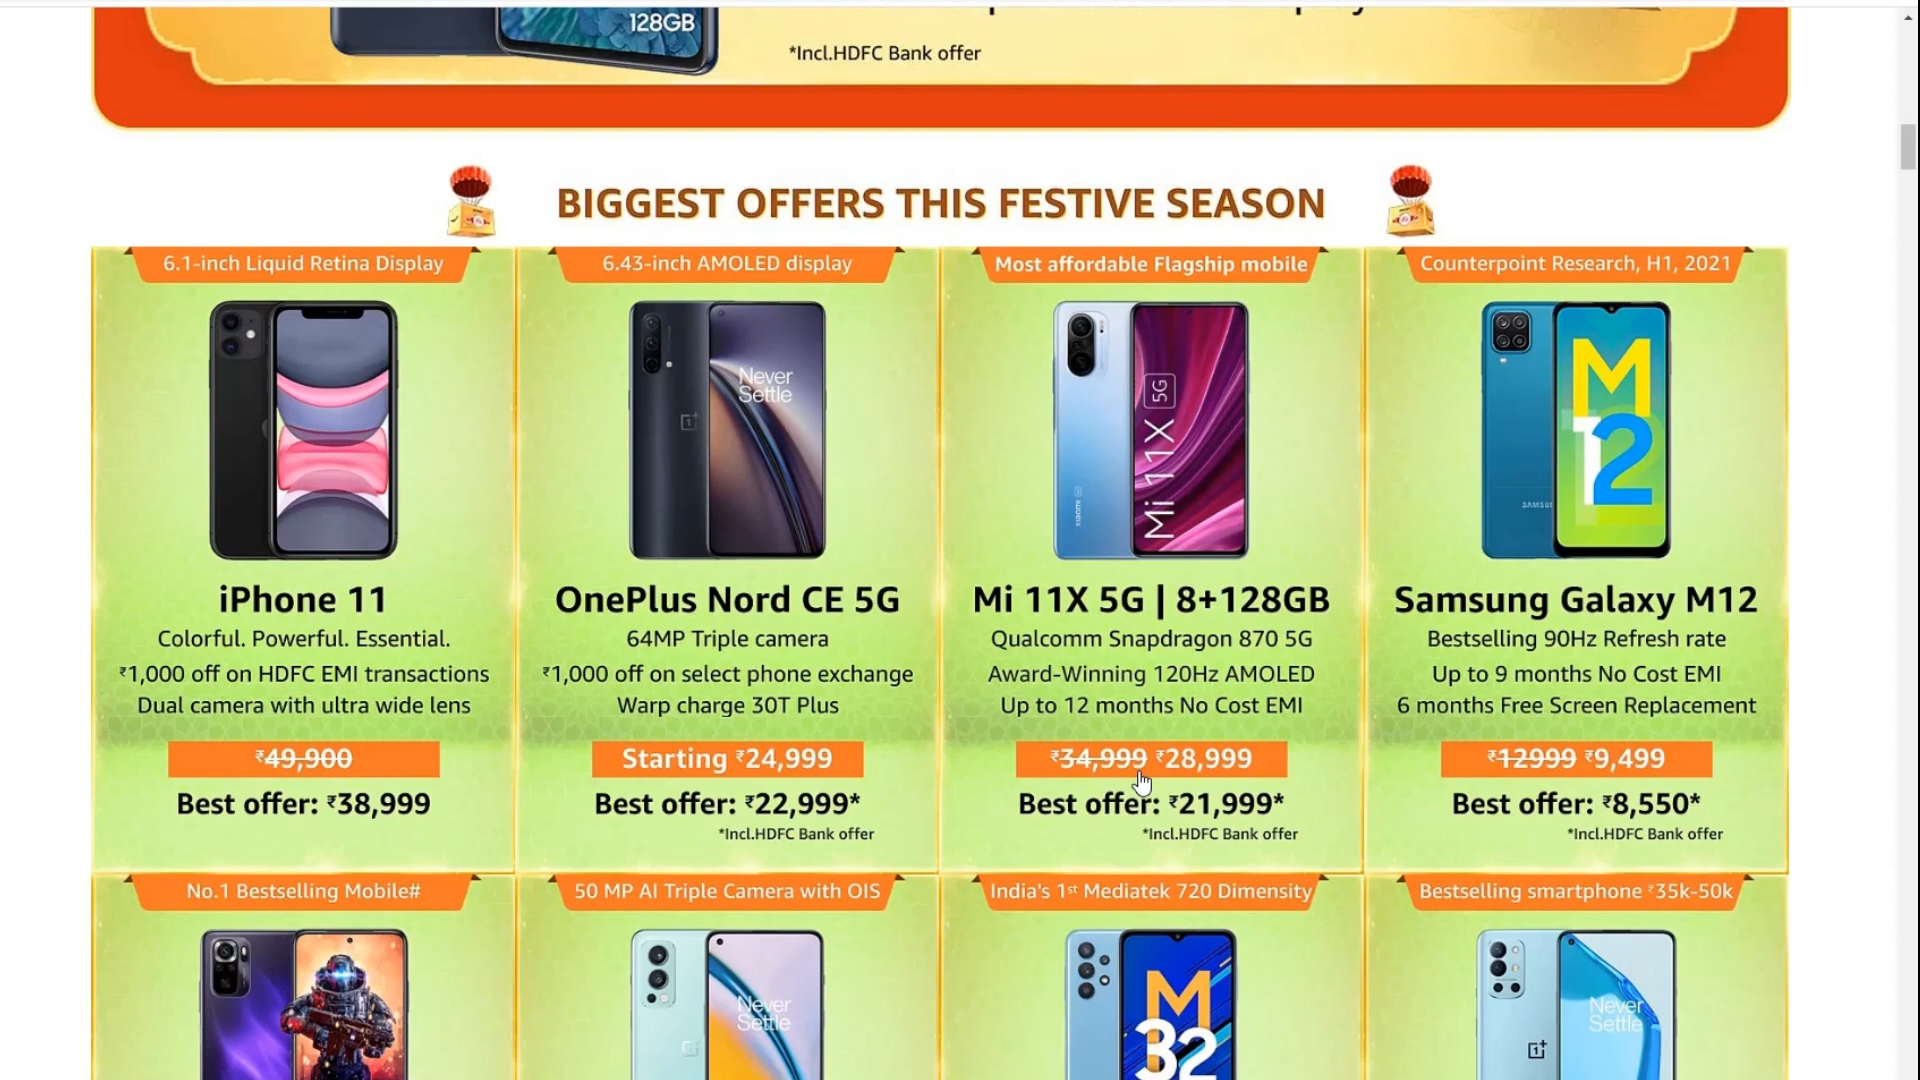 128GB
*Incl.HDFC Bank offer
BIGGEST OFFERS THIS FESTIVE SEASON
6.1-inch Liquid Retina Display
6.43-inch AMOLED display
Most affordable Flagship mobile
Counterpoint Research, H1, 2021
Never
Settle
Mi 11X 5G
XIAOMI
M
12
SAMSU
iPhone 11
OnePlus Nord CE 5G
Mi 11X 5G | 8+128GB
Samsung Galaxy M12
Colorful. Powerful. Essential.
64MP Triple camera
Qualcomm Snapdragon 870 5G
Bestselling 90Hz Refresh rate
₹1,000 off on HDFC EMI transactions
₹1,000 off on select phone exchange
Award-Winning 120Hz AMOLED
Up to 9 months No Cost EMI
Dual camera with ultra wide lens
Warp charge 30T Plus
Up to 12 months No Cost EMI
6 months Free Screen Replacement
₹49,900
Starting ₹24,999
₹34,999 ₹28,999
₹12999 ₹9,499
Best offer: ₹38,999
Best offer: ₹22,999*
Best offer: ₹21,999*
Best offer: ₹8,550*
*Incl.HDFC Bank offer
*Incl.HDFC Bank offer
*Incl.HDFC Bank offer
No.1 Bestselling Mobile#
50 MP AI Triple Camera with OIS
India's 1st Mediatek 720 Dimensity
Bestselling smartphone ₹35k-50k
Never
Settle
M
32
Never
Settle